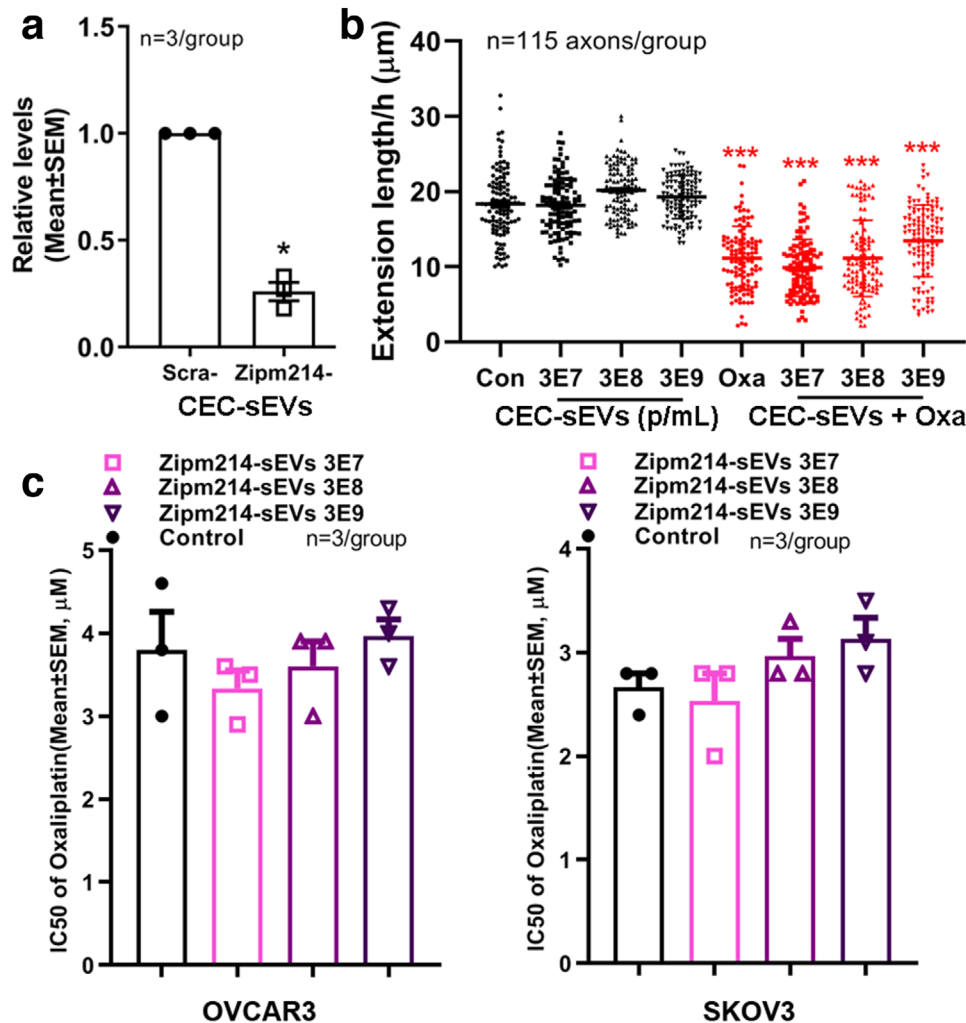 a
n=3/group
Relative levels
(Mean±SEM)
1.5
1.0
0.5
0.0
*
Scra- Zipm214-
CEC-sEVs
b
n=115 axons/group
Extension length/h (μm)
40
30
20
10
0
*** *** *** ***
Con 3E7 3E8 3E9 Oxa 3E7 3E8 3E9
CEC-sEVs (p/mL) CEC-sEVs + Oxa
c
Zipm214-sEVs 3E7
Zipm214-sEVs 3E8
Zipm214-sEVs 3E9
Control
n=3/group
IC50 of Oxaliplatin(Mean±SEM, μM)
5
4
3
2
1
0
OVCAR3
Zipm214-sEVs 3E7
Zipm214-sEVs 3E8
Zipm214-sEVs 3E9
Control
n=3/group
IC50 of Oxaliplatin(Mean±SEM, μM)
4
3
2
1
0
SKOV3